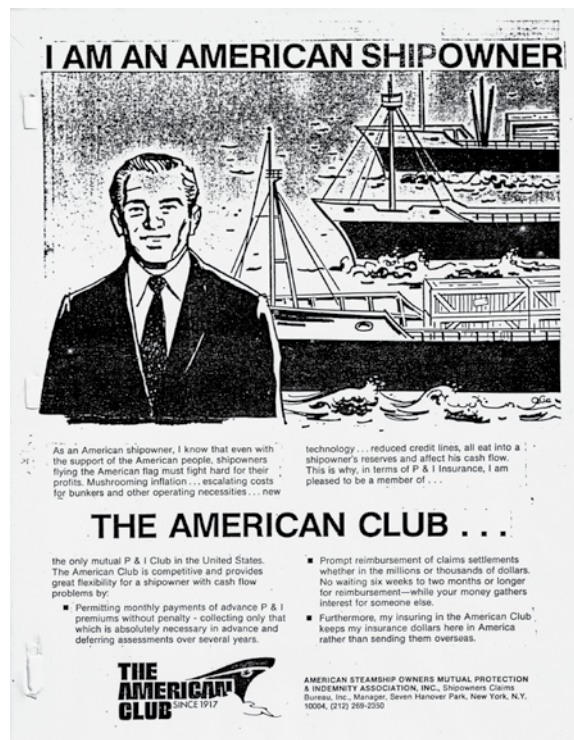 I AM AN AMERICAN SHIPOWNER
As an American shipowner, I know that even with
the support of the American people, shipowners
flying the American flag must fight hard for their
profits. Mushrooming inflation . . . escalating costs
for bunkers and other operating necessities . . . new
technology . . . reduced credit lines, all eat into a
shipowner's reserves and affect his cash flow.
This is why, in terms of P & I Insurance, I am
pleased to be a member of . . .
THE AMERICAN CLUB . . .
the only mutual P & I Club in the United States.
The American Club is competitive and provides
great flexibility for a shipowner with cash flow
problems by:
■ Permitting monthly payments of advance P & I
premiums without penalty - collecting only that
which is absolutely necessary in advance and
deferring assessments over several years.
■ Prompt reimbursement of claims settlements
whether in the millions or thousands of dollars.
No waiting six weeks to two months or longer
for reimbursement—while your money gathers
interest for someone else.
■ Furthermore, my insuring in the American Club
keeps my insurance dollars here in America
rather than sending them overseas.
THE
AMERICAN
CLUB SINCE 1917
AMERICAN STEAMSHIP OWNERS MUTUAL PROTECTION
& INDEMNITY ASSOCIATION, INC., Shipowners Claims
Bureau, Inc., Manager, Seven Hanover Park, New York, N.Y.
10004, (212) 269-2350